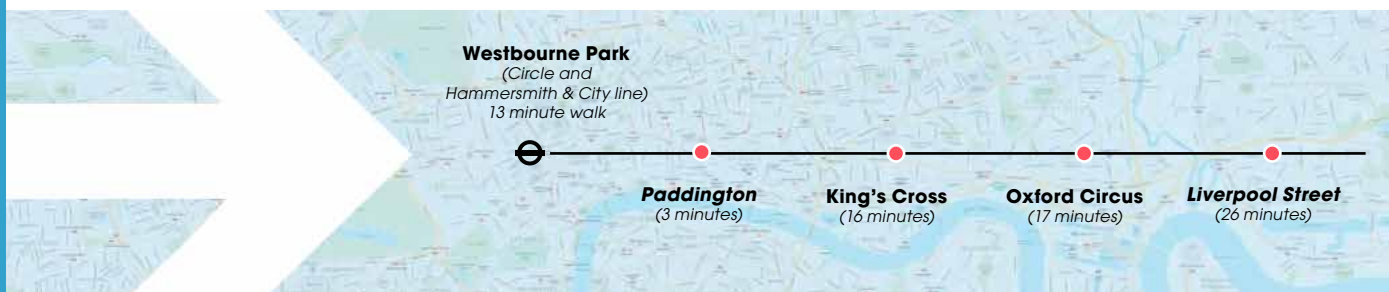 Westbourne Park
(Circle and
Hammersmith & City line)
13 minute walk
Paddington
(3 minutes)
King's Cross
(16 minutes)
Oxford Circus
(17 minutes)
Liverpool Street
(26 minutes)